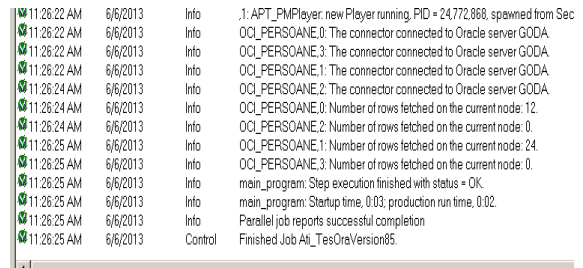 11:26:22 AM 6/6/2013 Info ,1: APT_PMPlayer: new Player running, PID = 24,772,868, spawned from Sec
11:26:22 AM 6/6/2013 Info OCI_PERSOANE,0: The connector connected to Oracle server GODA.
11:26:22 AM 6/6/2013 Info OCI_PERSOANE,3: The connector connected to Oracle server GODA.
11:26:22 AM 6/6/2013 Info OCI_PERSOANE,1: The connector connected to Oracle server GODA.
11:26:24 AM 6/6/2013 Info OCI_PERSOANE,2: The connector connected to Oracle server GODA.
11:26:24 AM 6/6/2013 Info OCI_PERSOANE,0: Number of rows fetched on the current node: 12.
11:26:24 AM 6/6/2013 Info OCI_PERSOANE,2: Number of rows fetched on the current node: 0.
11:26:25 AM 6/6/2013 Info OCI_PERSOANE,1: Number of rows fetched on the current node: 24.
11:26:25 AM 6/6/2013 Info OCI_PERSOANE,3: Number of rows fetched on the current node: 0.
11:26:25 AM 6/6/2013 Info main_program: Step execution finished with status = OK.
11:26:25 AM 6/6/2013 Info main_program: Startup time, 0:03; production run time, 0:02.
11:26:25 AM 6/6/2013 Info Parallel job reports successful completion
11:26:25 AM 6/6/2013 Control Finished Job Ati_TesOraVersion85.